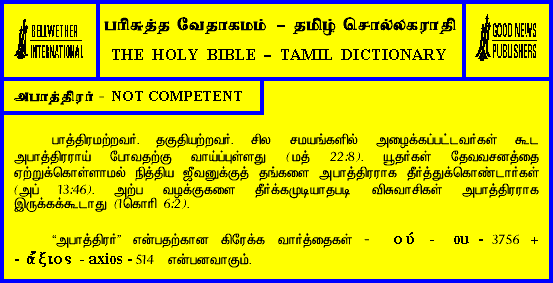 BELLWETHER
INTERNATIONAL
பரிசுத்த வேதாகமம் – தமிழ் சொல்லகராதி
THE HOLY BIBLE – TAMIL DICTIONARY
GOOD NEWS
PUBLISHERS
அபாத்திரர் - NOT COMPETENT
பாத்திரமற்றவர். தகுதியற்றவர். சில சமயங்களில் அழைக்கப்பட்டவர்கள் கூட
அபாத்திரராய் போவதற்கு வாய்ப்புள்ளது (மத் 22:8). யூதர்கள் தேவவசனத்தை
ஏற்றுக்கொள்ளாமல் நித்திய ஜீவனுக்குத் தங்களை அபாத்திரராக தீர்த்துக்கொண்டார்கள்
(அப் 13:46). அற்ப வழக்குகளை தீர்க்கமுடியாதபடி விசுவாசிகள் அபாத்திரராக
இருக்கக்கூடாது (1கொரி 6:2).
“அபாத்திரர்” என்பதற்கான கிரேக்க வார்த்தைகள் - οὐ - ou - 3756 +
- ἄξιος - axios - 514 என்பனவாகும்.